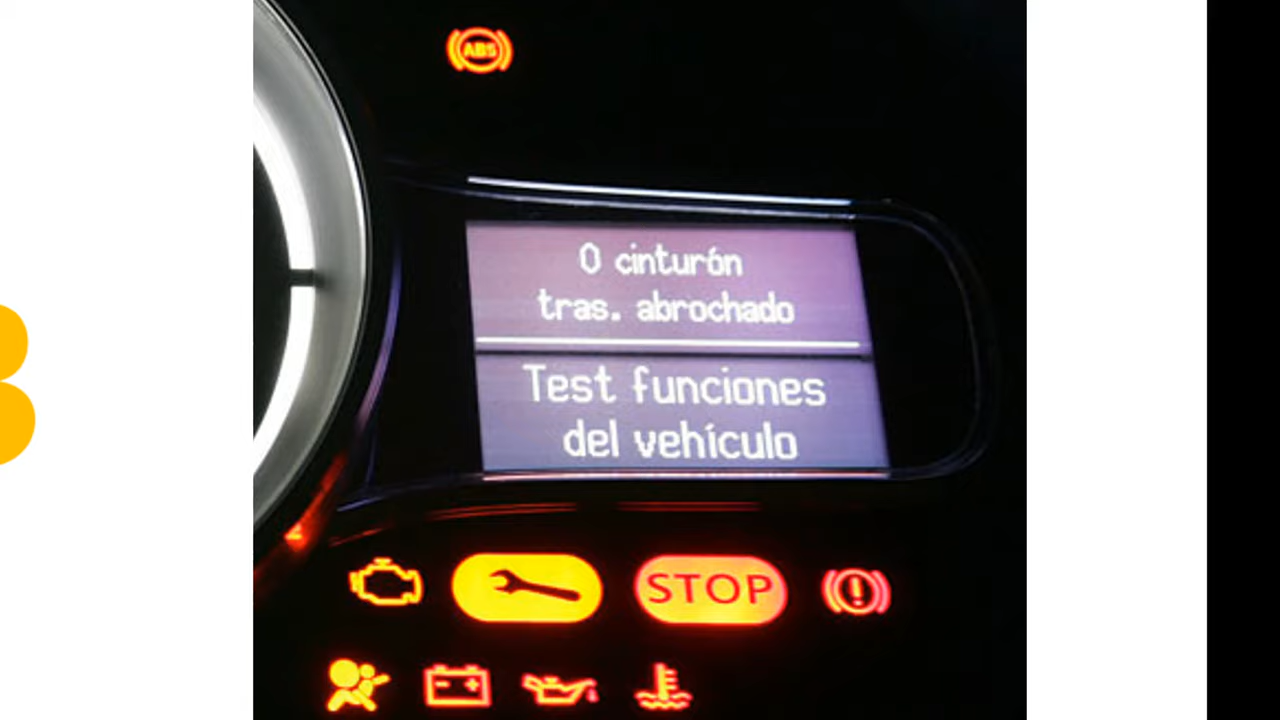 ABS
0 cinturón
tras. abrochado
Test funciones
del vehículo
STOP